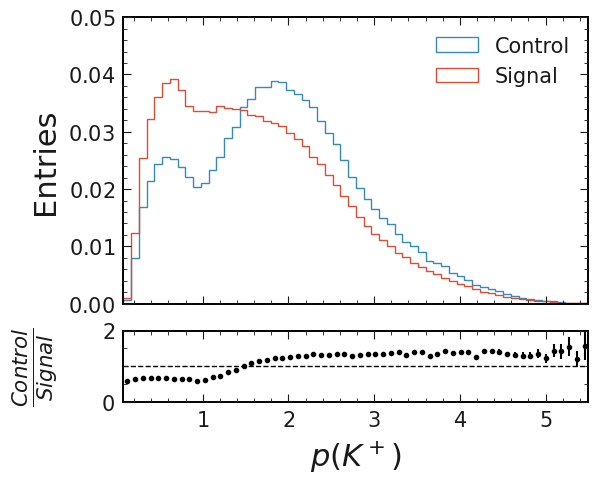 0.05
0.04
0.03
0.02
0.01
0.00
Entries
Control
Signal
2
0
Control
Signal
1 2 3 4 5
p(K⁺)